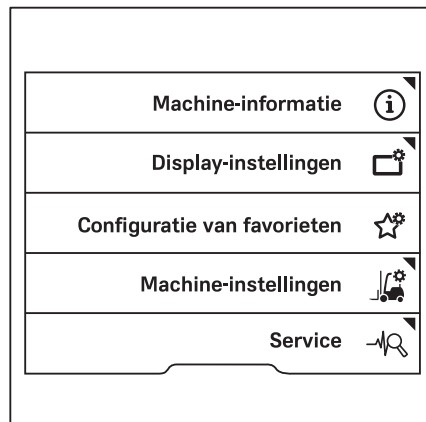 Machine-informatie
Display-instellingen
Configuratie van favorieten
Machine-instellingen
Service